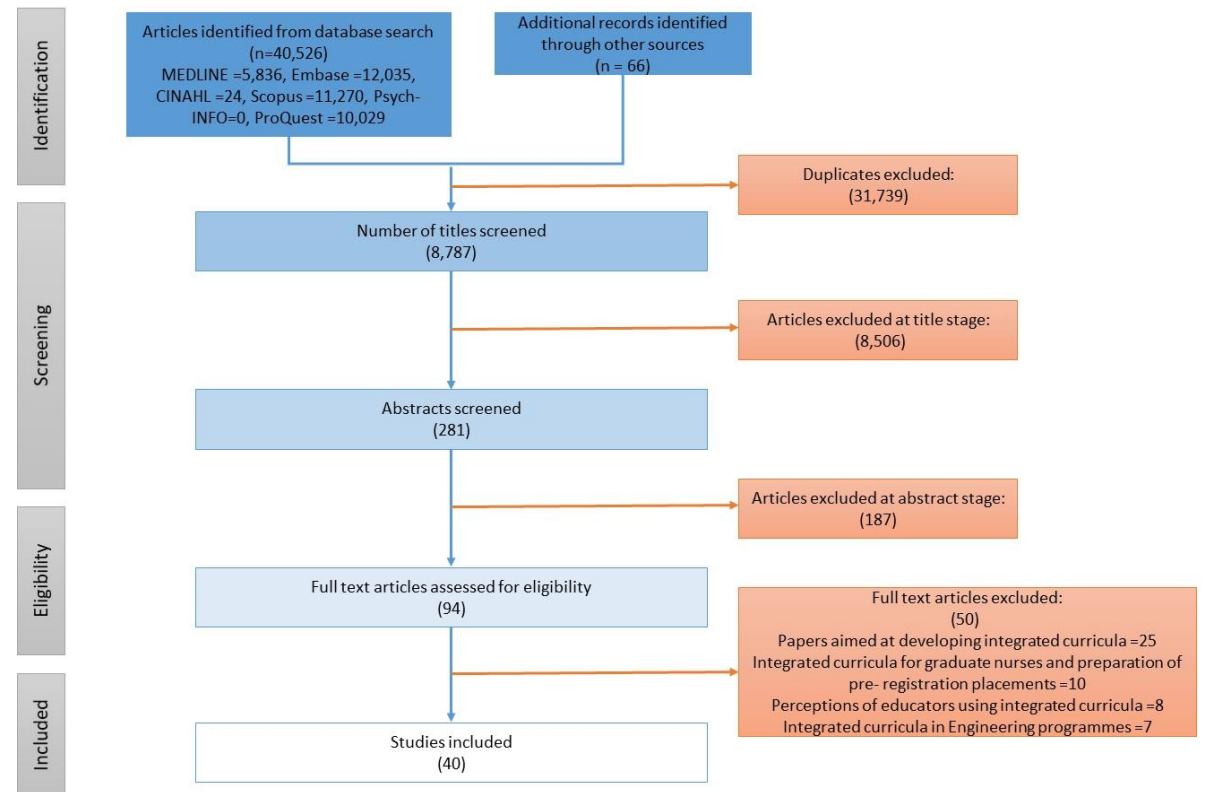 Identification
Articles identified from database search
(n=40,526)
MEDLINE =5,836, Embase =12,035,
CINAHL =24, Scopus =11,270, Psych-
INFO=0, ProQuest =10,029
Additional records identified
through other sources
(n = 66)
Duplicates excluded:
(31,739)
Screening
Number of titles screened
(8,787)
Articles excluded at title stage:
(8,506)
Abstracts screened
(281)
Articles excluded at abstract stage:
(187)
Eligibility
Full text articles assessed for eligibility
(94)
Full text articles excluded:
(50)
Papers aimed at developing integrated curricula =25
Integrated curricula for graduate nurses and preparation of
pre- registration placements =10
Perceptions of educators using integrated curricula =8
Integrated curricula in Engineering programmes =7
Included
Studies included
(40)